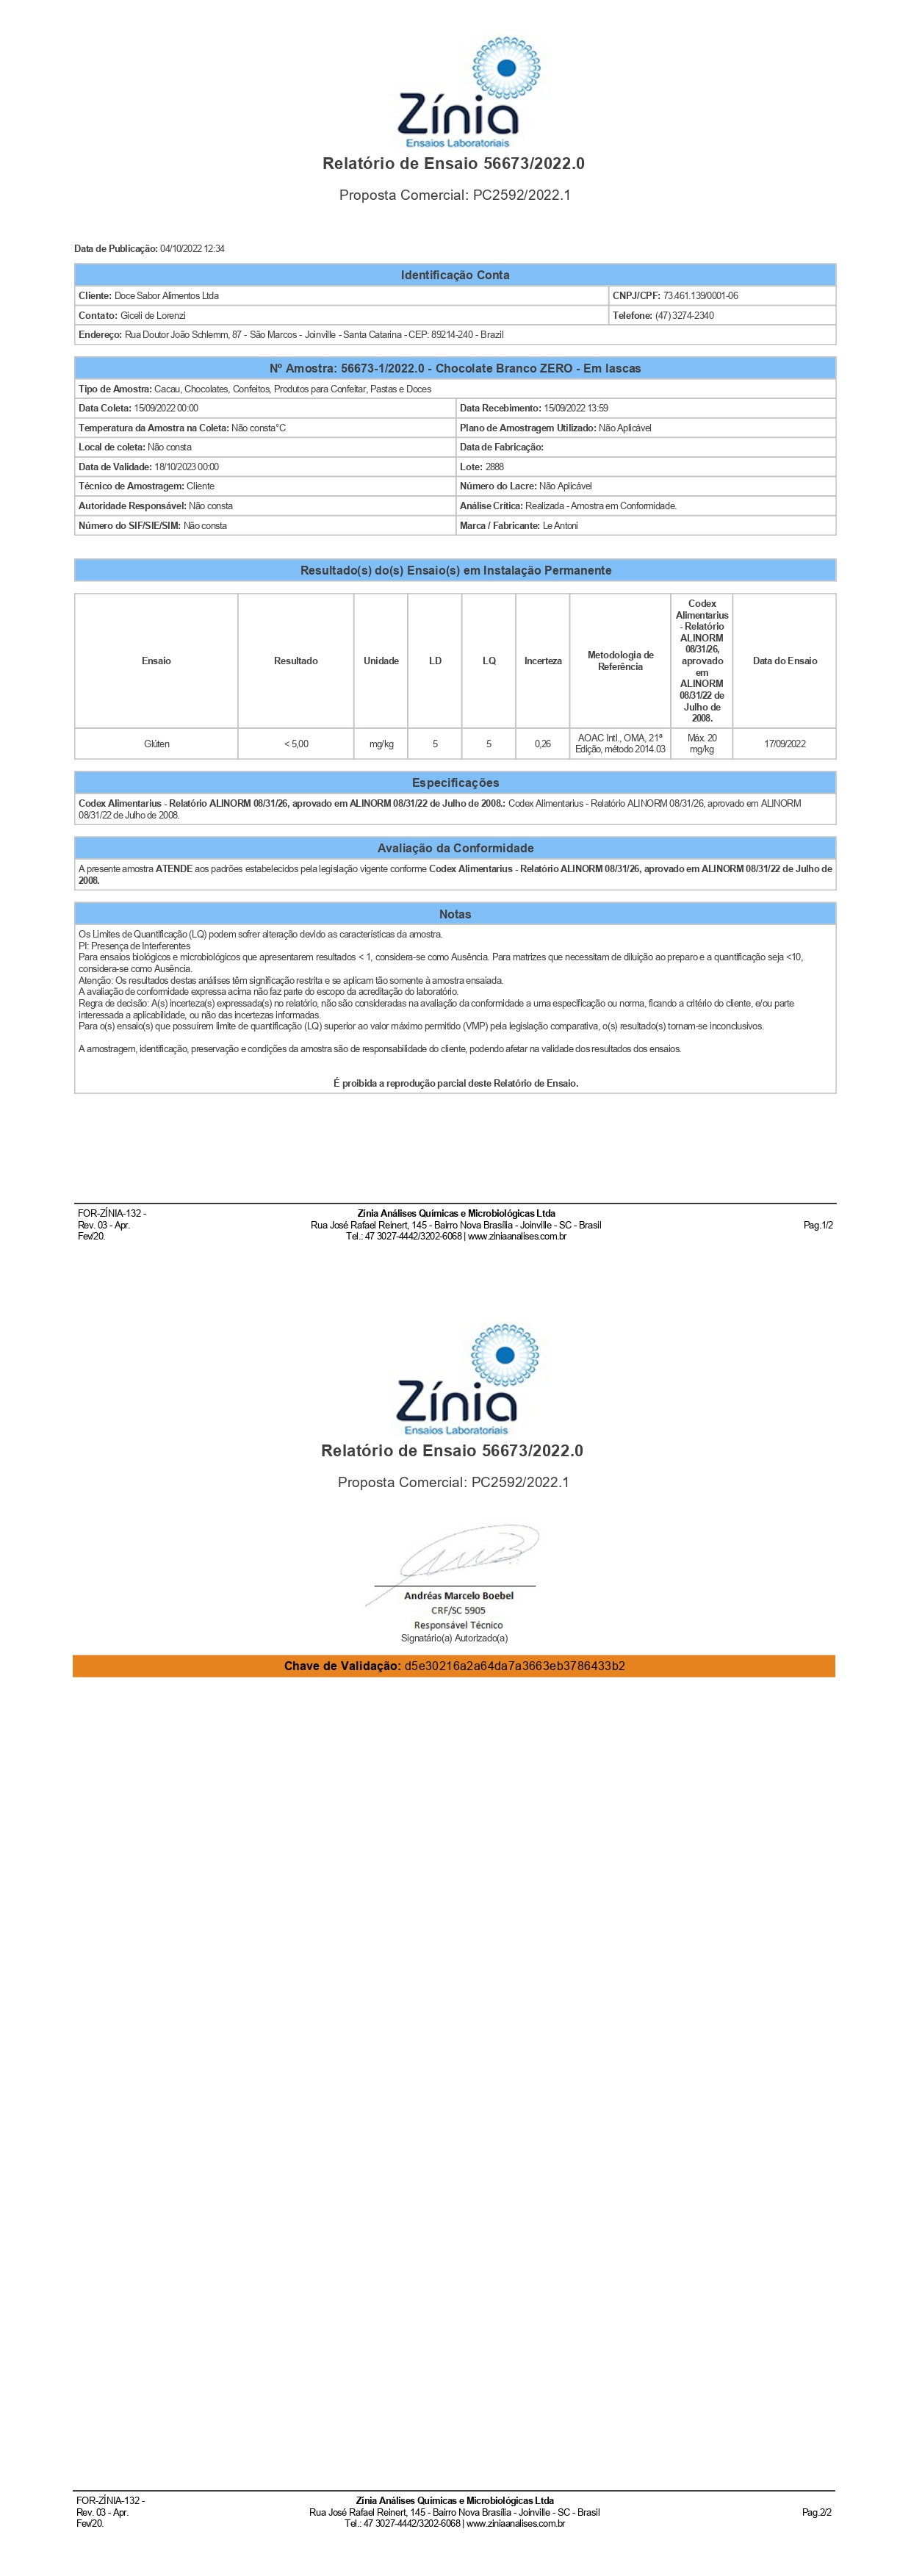 Zínia
Ensaios Laboratoriais
Relatório de Ensaio 56673/2022.0
Proposta Comercial: PC2592/2022.1
Data de Publicação: 04/10/2022 12:34
Identificação Conta
Cliente: Doce Sabor Alimentos Ltda
CNPJ/CPF: 73.461.139/0001-06
Contato: Giceli de Lorenzi
Telefone: (47) 3274-2340
Endereço: Rua Doutor João Schlemm, 87 - São Marcos - Joinville - Santa Catarina - CEP: 89214-240 - Brazil
Nº Amostra: 56673-1/2022.0 - Chocolate Branco ZERO - Em lascas
Tipo de Amostra: Cacau, Chocolates, Confeitos, Produtos para Confeitar, Pastas e Doces
Data Coleta: 15/09/2022 00:00
Data Recebimento: 15/09/2022 13:59
Temperatura da Amostra na Coleta: Não consta°C
Plano de Amostragem Utilizado: Não Aplicável
Local de coleta: Não consta
Data de Fabricação:
Data de Validade: 18/10/2023 00:00
Lote: 2888
Técnico de Amostragem: Cliente
Número do Lacre: Não Aplicável
Autoridade Responsável: Não consta
Análise Crítica: Realizada - Amostra em Conformidade.
Número do SIF/SIE/SIM: Não consta
Marca / Fabricante: Le Antoni
Resultado(s) do(s) Ensaio(s) em Instalação Permanente
Ensaio
Resultado
Unidade
LD
LQ
Incerteza
Metodologia de
Referência
Codex
Alimentarius
- Relatório
ALINORM
08/31/26,
aprovado
em
ALINORM
08/31/22 de
Julho de
2008.
Data do Ensaio
Glúten
< 5,00
mg/kg
5
5
0,26
AOAC Intl., OMA, 21ª
Edição, método 2014.03
Máx. 20
mg/kg
17/09/2022
Especificações
Codex Alimentarius - Relatório ALINORM 08/31/26, aprovado em ALINORM 08/31/22 de Julho de 2008.: Codex Alimentarius - Relatório ALINORM 08/31/26, aprovado em ALINORM
08/31/22 de Julho de 2008.
Avaliação da Conformidade
A presente amostra ATENDE aos padrões estabelecidos pela legislação vigente conforme Codex Alimentarius - Relatório ALINORM 08/31/26, aprovado em ALINORM 08/31/22 de Julho de
2008.
Notas
Os Limites de Quantificação (LQ) podem sofrer alteração devido as características da amostra.
PI: Presença de Interferentes
Para ensaios biológicos e microbiológicos que apresentarem resultados < 1, considera-se como Ausência. Para matrizes que necessitam de diluição ao preparo e a quantificação seja <10,
considera-se como Ausência.
Atenção: Os resultados destas análises têm significação restrita e se aplicam tão somente à amostra ensaiada.
A avaliação de conformidade expressa acima não faz parte do escopo da acreditação do laboratório.
Regra de decisão: A(s) incerteza(s) expressada(s) no relatório, não são consideradas na avaliação da conformidade a uma especificação ou norma, ficando a critério do cliente, e/ou parte
interessada a aplicabilidade, ou não das incertezas informadas.
Para o(s) ensaio(s) que possuírem limite de quantificação (LQ) superior ao valor máximo permitido (VMP) pela legislação comparativa, o(s) resultado(s) tornam-se inconclusivos.
A amostragem, identificação, preservação e condições da amostra são de responsabilidade do cliente, podendo afetar na validade dos resultados dos ensaios.
É proibida a reprodução parcial deste Relatório de Ensaio.
FOR-ZÍNIA-132 -
Rev. 03 - Apr.
Fev/20.
Zínia Análises Químicas e Microbiológicas Ltda
Rua José Rafael Reinert, 145 - Bairro Nova Brasília - Joinville - SC - Brasil
Tel.: 47 3027-4442/3202-6068 | www.ziniaanalises.com.br
Pag.1/2
Zínia
Ensaios Laboratoriais
Relatório de Ensaio 56673/2022.0
Proposta Comercial: PC2592/2022.1
Andréas Marcelo Boebel
CRF/SC 5905
Responsável Técnico
Signatário(a) Autorizado(a)
Chave de Validação: d5e30216a2a64da7a3663eb3786433b2
FOR-ZÍNIA-132 -
Rev. 03 - Apr.
Fev/20.
Zínia Análises Químicas e Microbiológicas Ltda
Rua José Rafael Reinert, 145 - Bairro Nova Brasília - Joinville - SC - Brasil
Tel.: 47 3027-4442/3202-6068 | www.ziniaanalises.com.br
Pag.2/2